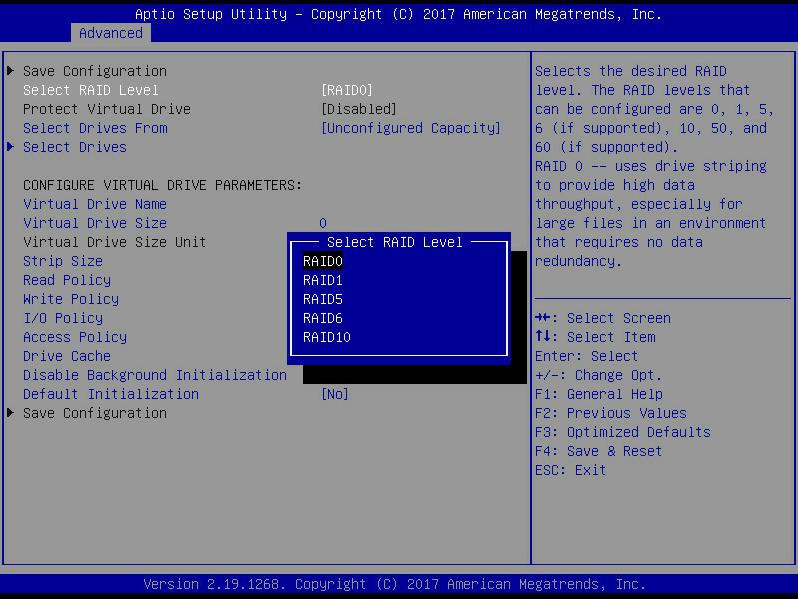 Aptio Setup Utility – Copyright (C) 2017 American Megatrends, Inc.
Advanced
Save Configuration
Select RAID Level [RAID0]
Protect Virtual Drive [Disabled]
Select Drives From [Unconfigured Capacity]
Select Drives
CONFIGURE VIRTUAL DRIVE PARAMETERS:
Virtual Drive Name
Virtual Drive Size 0
Virtual Drive Size Unit
Strip Size
Read Policy
Write Policy
I/O Policy
Access Policy
Drive Cache
Disable Background Initialization
Default Initialization [No]
Save Configuration
Select RAID Level
RAID0
RAID1
RAID5
RAID6
RAID10
Selects the desired RAID
level. The RAID levels that
can be configured are 0, 1, 5,
6 (if supported), 10, 50, and
60 (if supported).
RAID 0 -- uses drive striping
to provide high data
throughput, especially for
large files in an environment
that requires no data
redundancy.
→←: Select Screen
↑↓: Select Item
Enter: Select
+/-: Change Opt.
F1: General Help
F2: Previous Values
F3: Optimized Defaults
F4: Save & Reset
ESC: Exit
Version 2.19.1268. Copyright (C) 2017 American Megatrends, Inc.